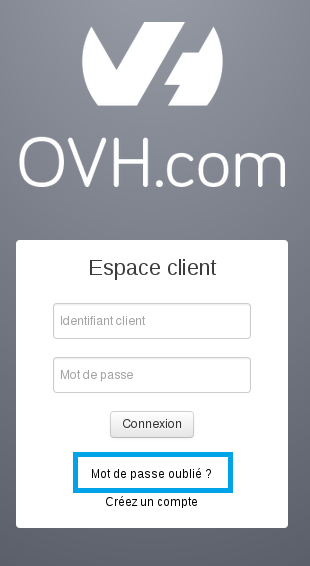 OVH.com
Espace client
Identifiant client
Mot de passe
Connexion
Mot de passe oublié ?
Créez un compte